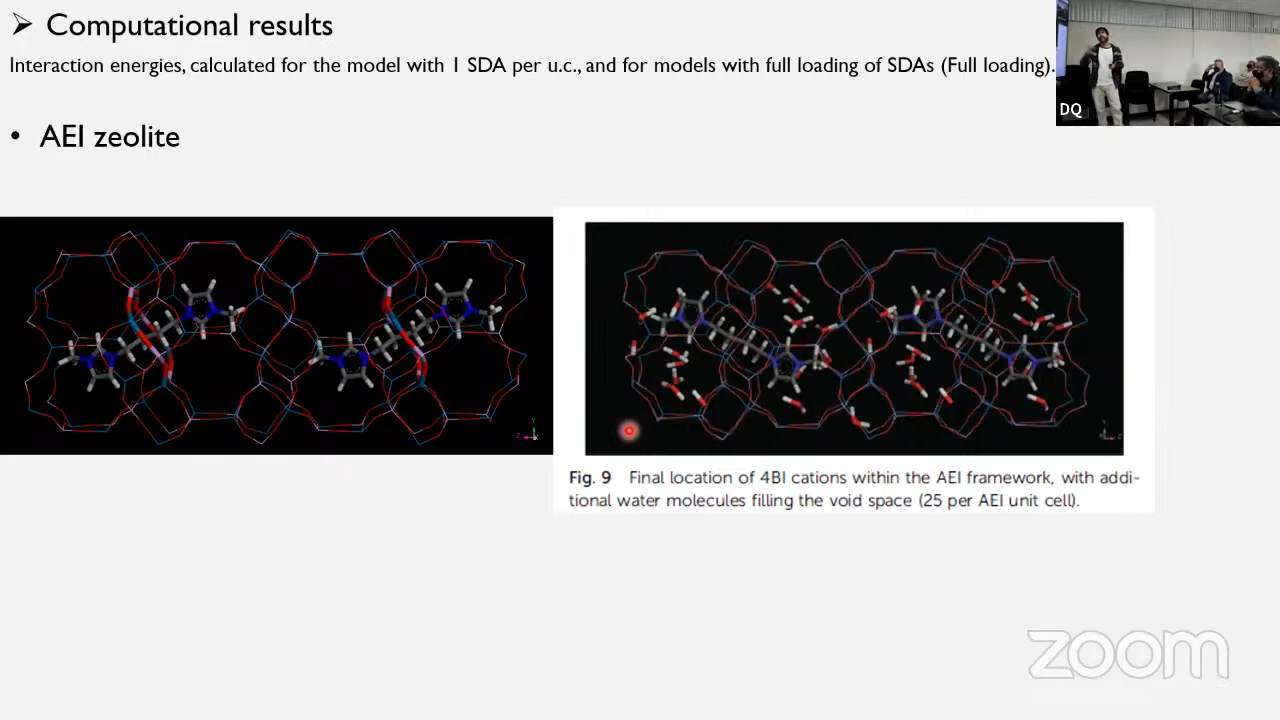 ➢ Computational results
Interaction energies, calculated for the model with 1 SDA per u.c., and for models with full loading of SDAs (Full loading).
DQ
• AEI zeolite
Fig. 9 Final location of 4BI cations within the AEI framework, with addi-
tional water molecules filling the void space (25 per AEI unit cell).
zoom